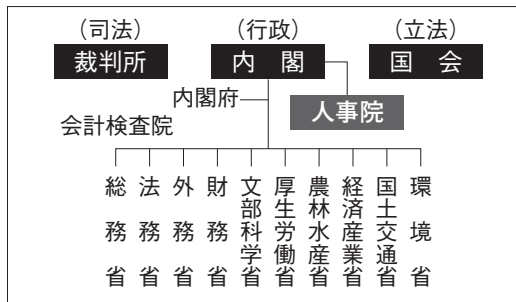 （司法）
（行政）
（立法）
裁判所
内閣
国会
内閣府
人事院
会計検査院
総務省
法務省
外務省
財務省
文部科学省
厚生労働省
農林水産省
経済産業省
国土交通省
環境省